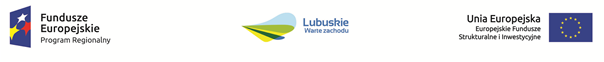 Fundusze
Europejskie
Program Regionalny
Lubuskie
Warte zachodu
Unia Europejska
Europejskie Fundusze
Strukturalne i Inwestycyjne